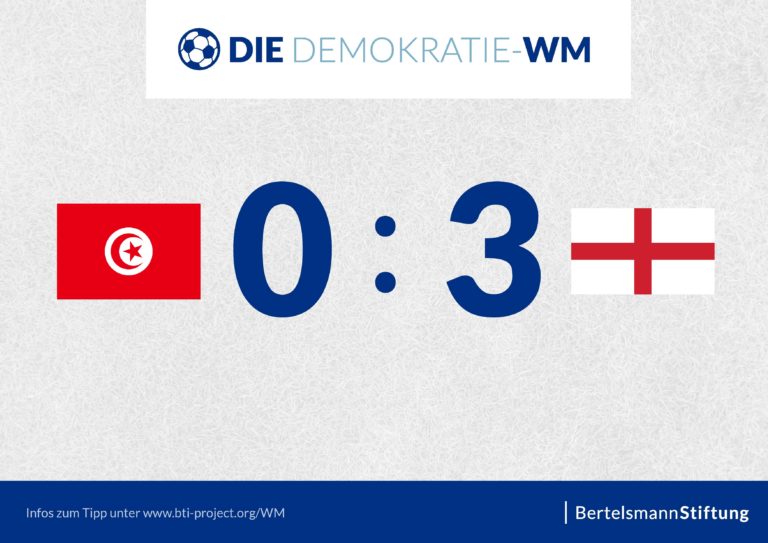 DIE DEMOKRATIE-WM
0 : 3
Infos zum Tipp unter www.bti-project.org/WM
BertelsmannStiftung